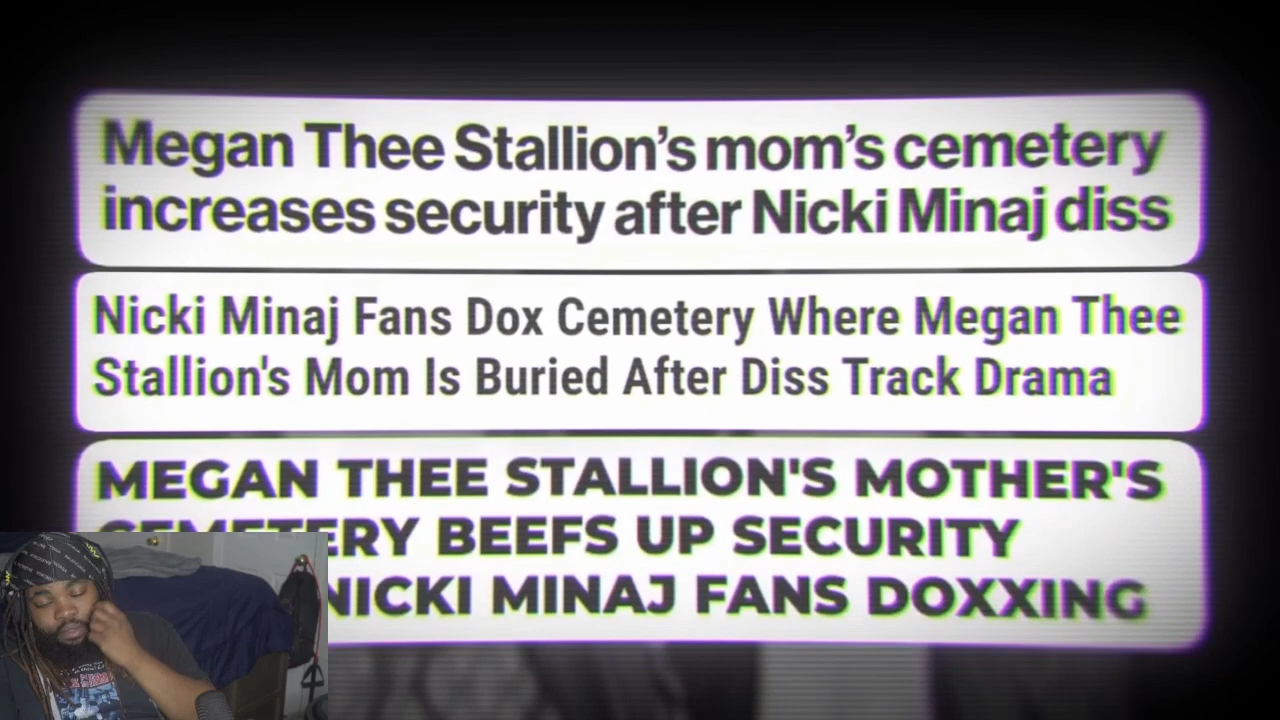 Megan Thee Stallion's mom's cemetery
increases security after Nicki Minaj diss
Nicki Minaj Fans Dox Cemetery Where Megan Thee
Stallion's Mom Is Buried After Diss Track Drama
MEGAN THEE STALLION'S MOTHER'S
CEMETERY BEEFS UP SECURITY
NICKI MINAJ FANS DOXXING